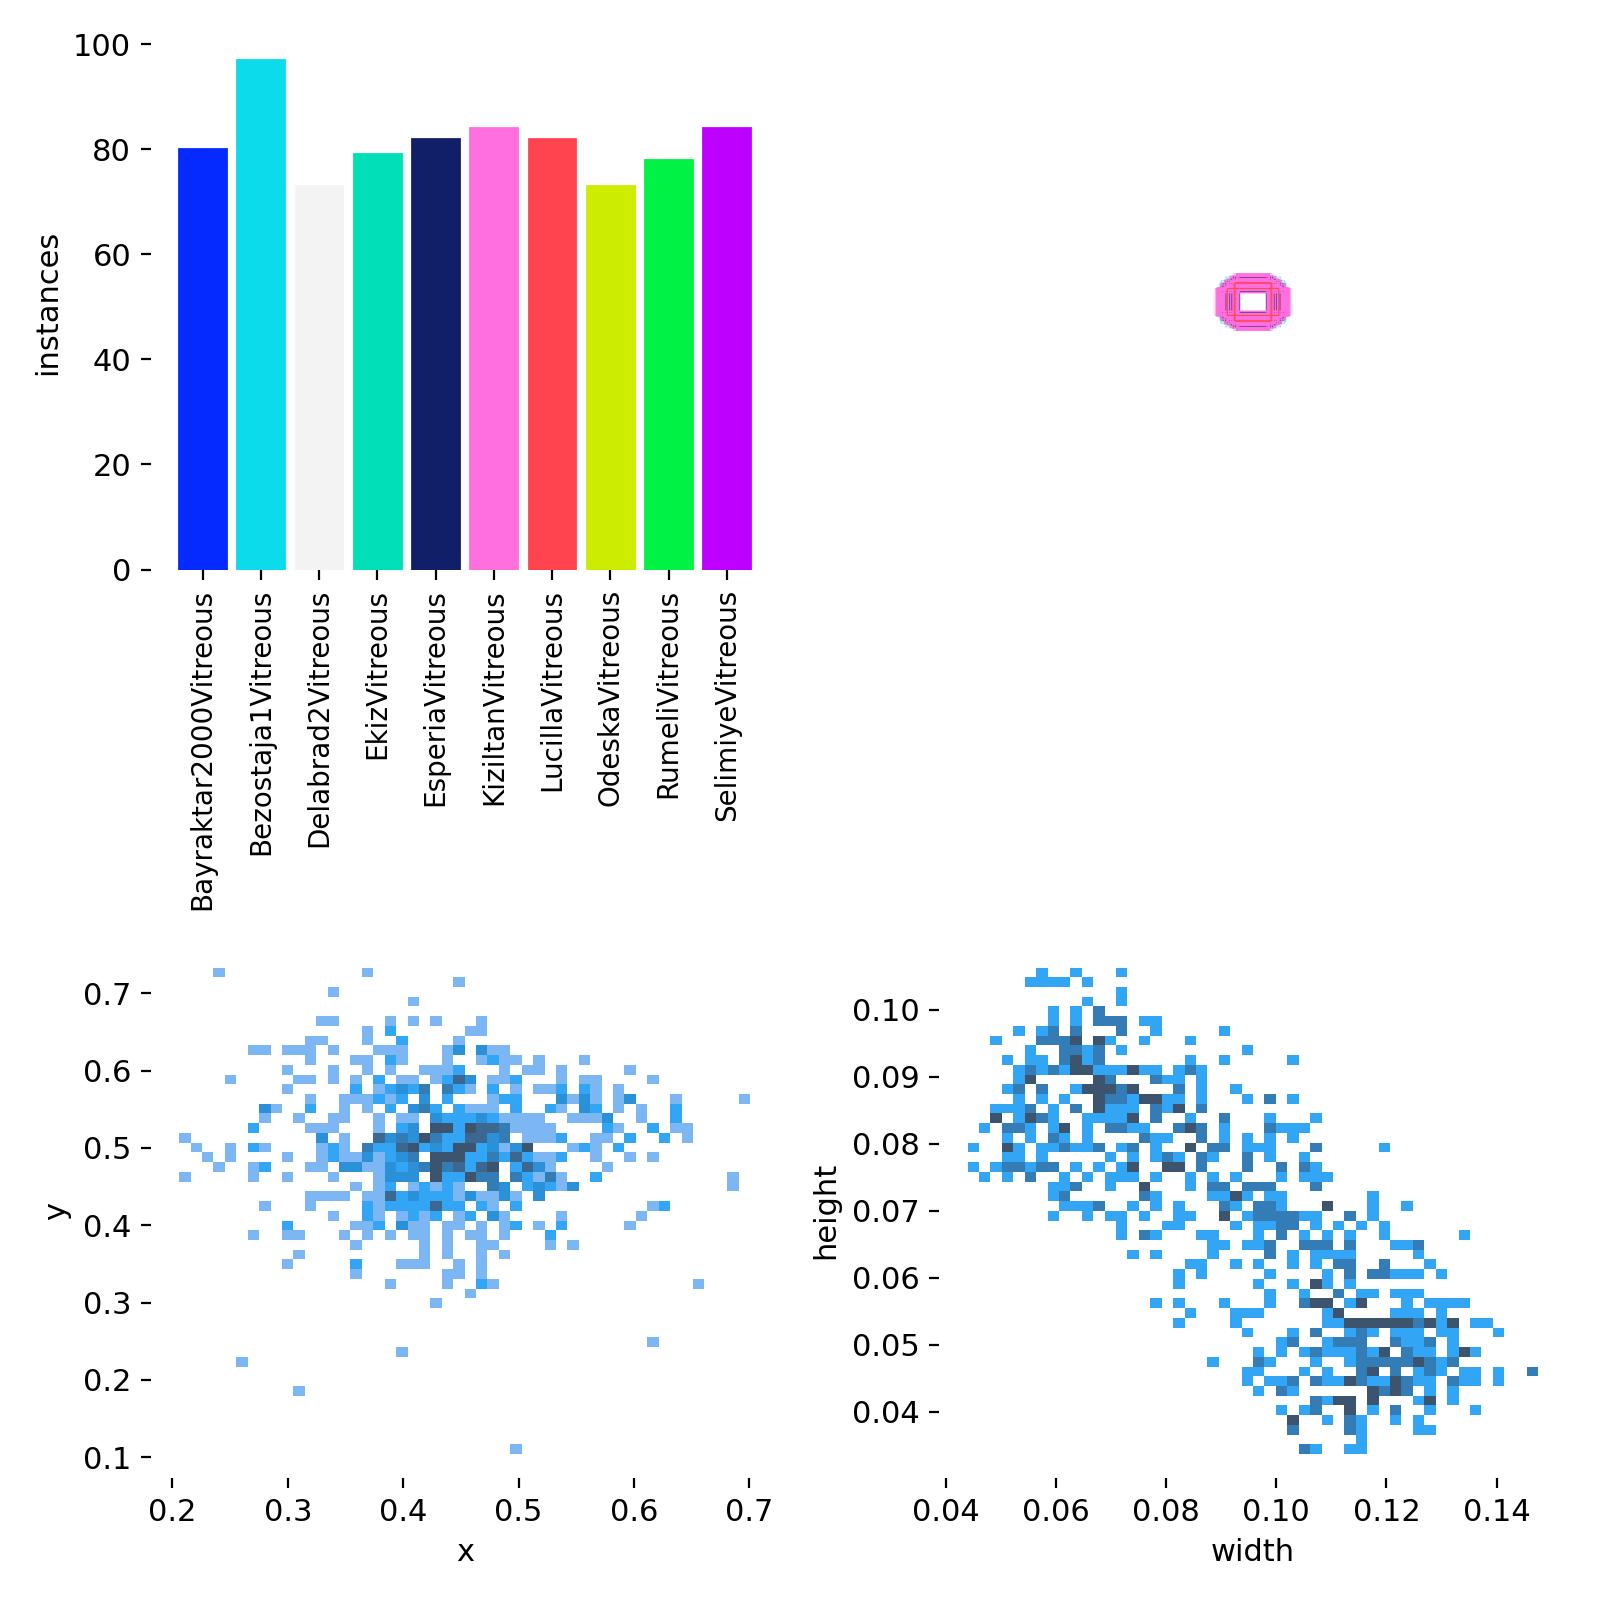 100
80
60
40
20
0
instances
Bayraktar2000Vitreous
Bezostaja1Vitreous
Delabrad2Vitreous
EkizVitreous
EsperiaVitreous
KiziltanVitreous
LucillaVitreous
OdeskaVitreous
RumeliVitreous
SelimiyeVitreous
0.7
0.6
0.5
0.4
0.3
0.2
0.1
y
0.2 0.3 0.4 0.5 0.6 0.7
x
0.10
0.09
0.08
0.07
0.06
0.05
0.04
height
0.04 0.06 0.08 0.10 0.12 0.14
width